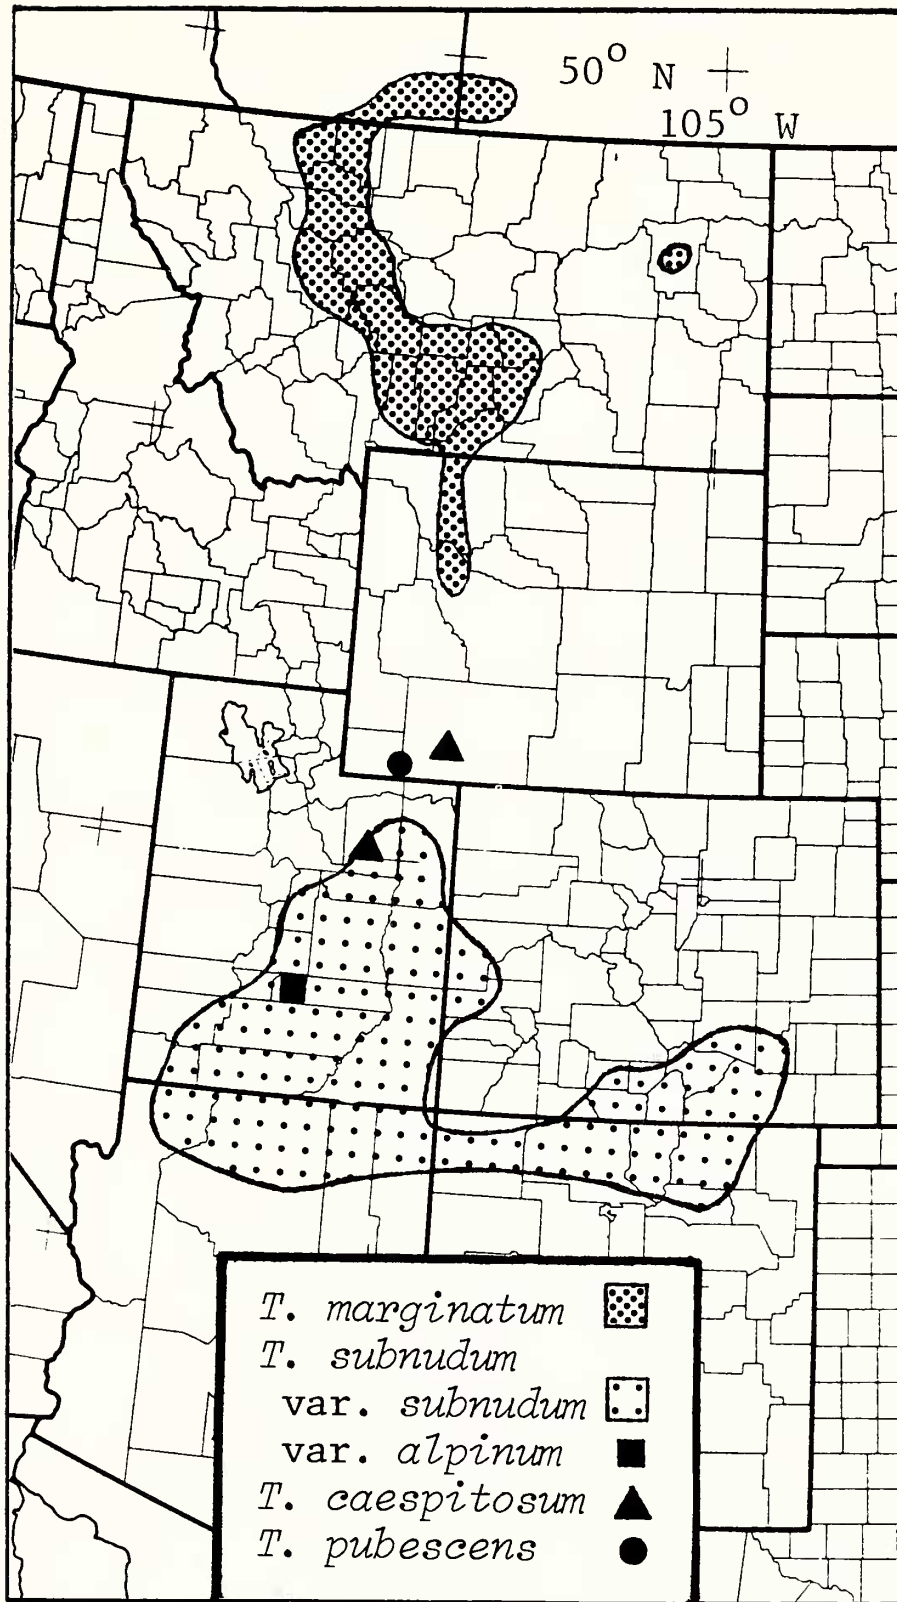 50° N
105° W
T. marginatum
T. subnudum
var. subnudum
var. alpinum
T. caespitosum
T. pubescens